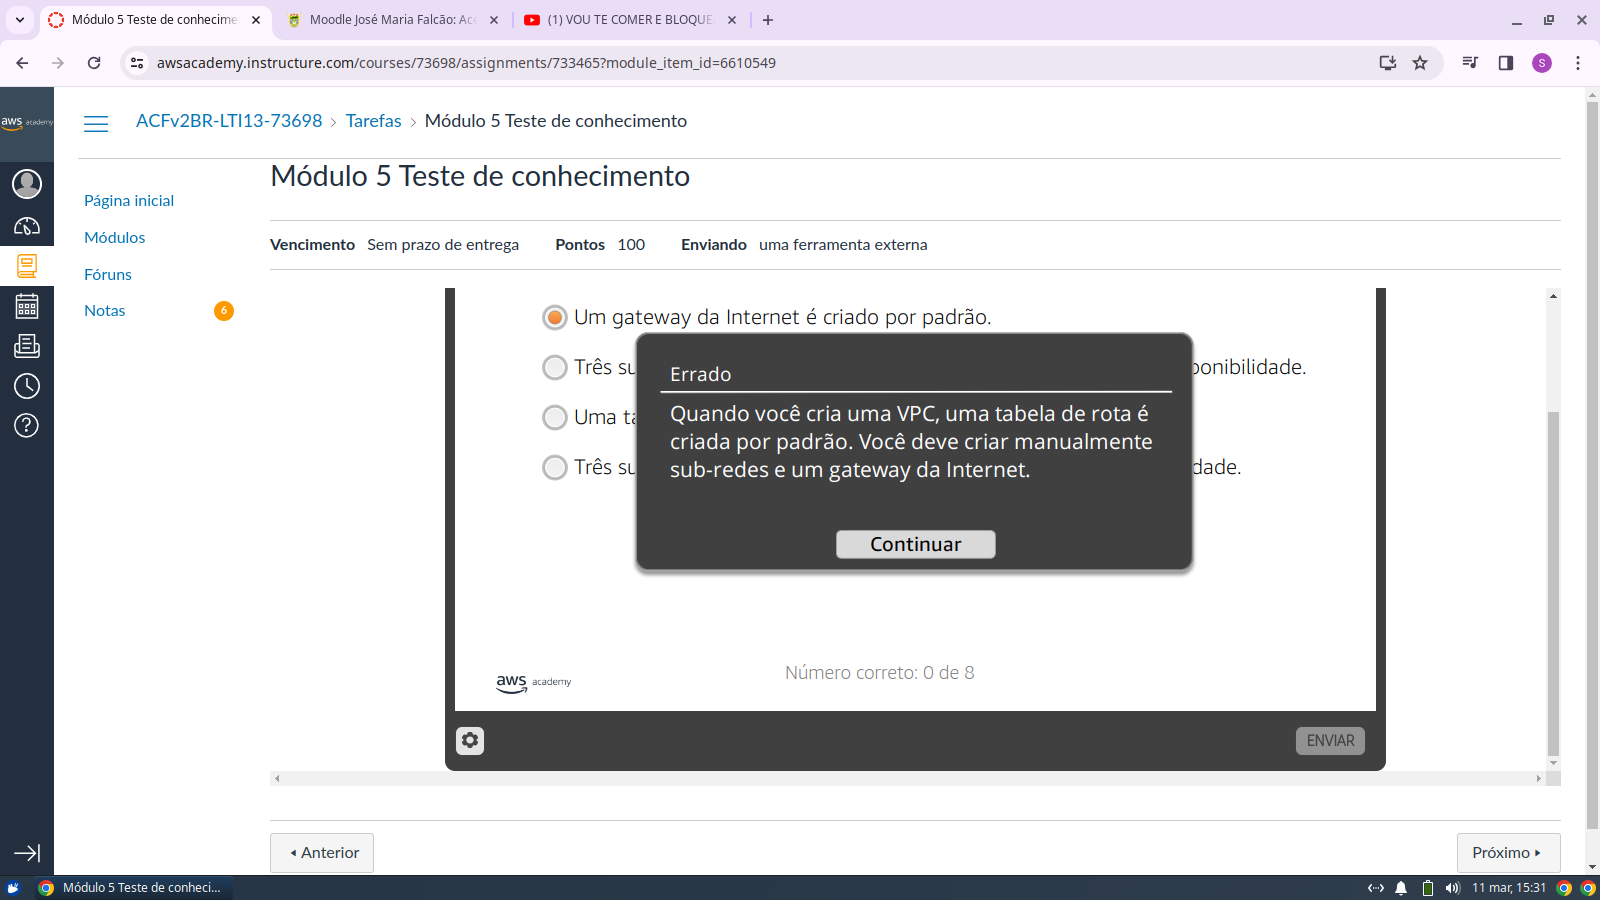 Módulo 5 Teste de conhecime
Moodle José Maria Falcão: Ac
(1) VOU TE COMER E BLOQUE
awsacademy.instructure.com/courses/73698/assignments/733465?module_item_id=6610549
S
aws academy
ACFv2BR-LTI13-73698 > Tarefas > Módulo 5 Teste de conhecimento
Módulo 5 Teste de conhecimento
Página inicial
Módulos
Fóruns
Notas
6
Vencimento Sem prazo de entrega Pontos 100 Enviando uma ferramenta externa
Um gateway da Internet é criado por padrão.
Três su
ponibilidade.
Uma ta
Três su
dade.
Errado
Quando você cria uma VPC, uma tabela de rota é
criada por padrão. Você deve criar manualmente
sub-redes e um gateway da Internet.
Continuar
Número correto: 0 de 8
aws academy
ENVIAR
Anterior
Próximo
Módulo 5 Teste de conheci...
11 mar, 15:31